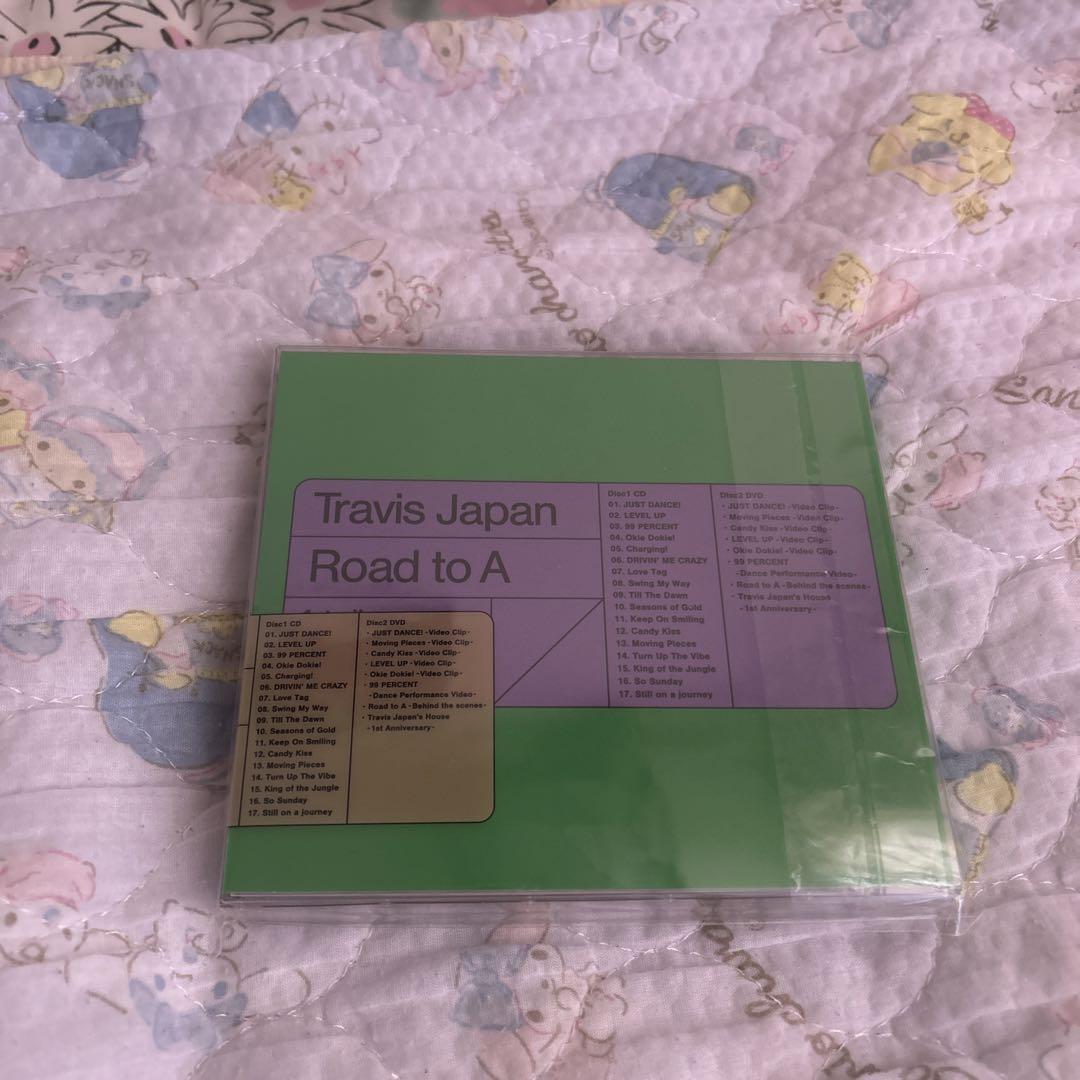 Travis Japan
Road to A
Disc1 CD
01. JUST DANCE!
02. LEVEL UP
03. 99 PERCENT
04. Okie Dokie!
05. Charging!
06. DRIVIN' ME CRAZY
07. Love Tag
08. Swing My Way
09. Till The Dawn
10. Seasons of Gold
11. Keep On Smiling
12. Candy Kiss
13. Moving Pieces
14. Turn Up The Vibe
15. King of the Jungle
16. So Sunday
17. Still on a journey
Disc2 DVD
・JUST DANCE! -Video Clip-
・Moving Pieces -Video Clip-
・Candy Kiss -Video Clip-
・LEVEL UP -Video Clip-
・Okie Dokie! -Video Clip-
・99 PERCENT
-Dance Performance Video-
・Road to A -Behind the scenes-
・Travis Japan's House
-1st Anniversary-
Disc1 CD
01. JUST DANCE!
02. LEVEL UP
03. 99 PERCENT
04. Okie Dokie!
05. Charging!
06. DRIVIN' ME CRAZY
07. Love Tag
08. Swing My Way
09. Till The Dawn
10. Seasons of Gold
11. Keep On Smiling
12. Candy Kiss
13. Moving Pieces
14. Turn Up The Vibe
15. King of the Jungle
16. So Sunday
17. Still on a journey
Disc2 DVD
・JUST DANCE! -Video Clip-
・Moving Pieces -Video Clip-
・Candy Kiss -Video Clip-
・LEVEL UP -Video Clip-
・Okie Dokie! -Video Clip-
・99 PERCENT
-Dance Performance Video-
・Road to A -Behind the scenes-
・Travis Japan's House
-1st Anniversary-